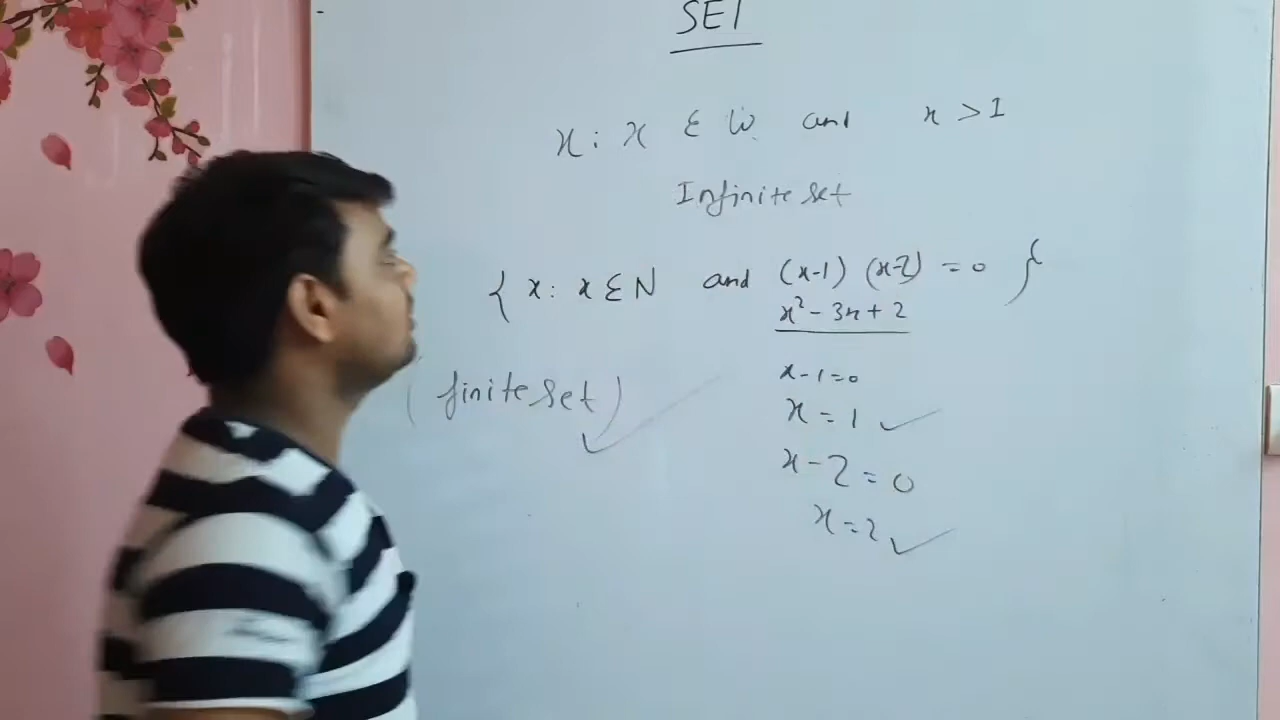 SET
x : x ε W and x > 1
Infinite set
{ x : x ε N and (x-1) (x-2) = 0 }
x² - 3x + 2
x - 1 = 0
(finite set)
x = 1 ✓
x - 2 = 0
x = 2 ✓